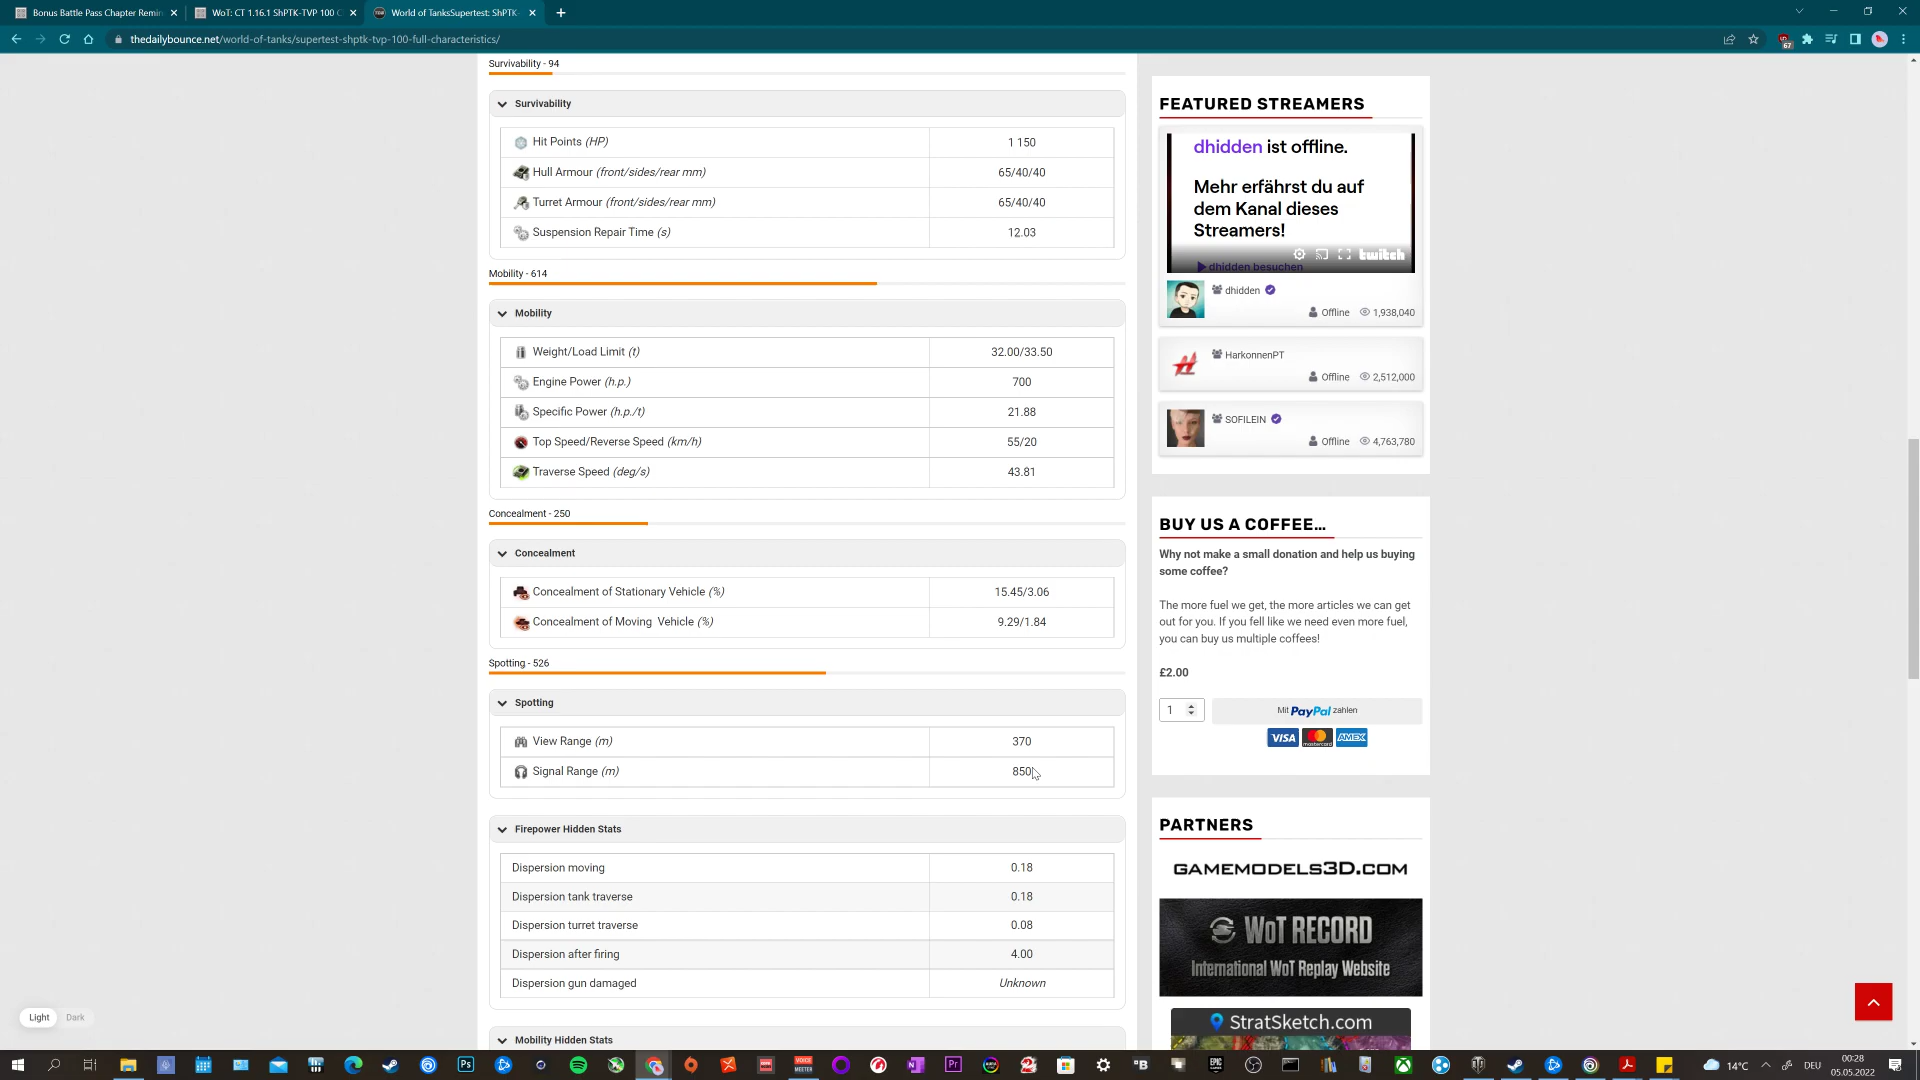 Bonus Battle Pass Chapter Remin
WoT: CT 1.16.1 ShPTK-TVP 100 C
World of TanksSupertest: ShPTK-
thedailybounce.net/world-of-tanks/supertest-shptk-tvp-100-full-characteristics/
67
Survivability - 94
Survivability
Hit Points (HP) 1 150
Hull Armour (front/sides/rear mm) 65/40/40
Turret Armour (front/sides/rear mm) 65/40/40
Suspension Repair Time (s) 12.03
Mobility - 614
Mobility
Weight/Load Limit (t) 32.00/33.50
Engine Power (h.p.) 700
Specific Power (h.p./t) 21.88
Top Speed/Reverse Speed (km/h) 55/20
Traverse Speed (deg/s) 43.81
Concealment - 250
Concealment
Concealment of Stationary Vehicle (%) 15.45/3.06
Concealment of Moving Vehicle (%) 9.29/1.84
Spotting - 526
Spotting
View Range (m) 370
Signal Range (m) 850
Firepower Hidden Stats
Dispersion moving 0.18
Dispersion tank traverse 0.18
Dispersion turret traverse 0.08
Dispersion after firing 4.00
Dispersion gun damaged Unknown
Mobility Hidden Stats
FEATURED STREAMERS
dhidden ist offline.
Mehr erfährst du auf
dem Kanal dieses
Streamers!
twitch
dhidden besuchen
dhidden
Offline 1,938,040
HarkonnenPT
Offline 2,512,000
SOFILEIN
Offline 4,763,780
BUY US A COFFEE...
Why not make a small donation and help us buying
some coffee?
The more fuel we get, the more articles we can get
out for you. If you fell like we need even more fuel,
you can buy us multiple coffees!
£2.00
1
Mit PayPal zahlen
VISA mastercard AMEX
PARTNERS
GAMEMODELS3D.COM
WoT RECORD
International WoT Replay Website
StratSketch.com
Light Dark
14°C
DEU
00:28
05.05.2022